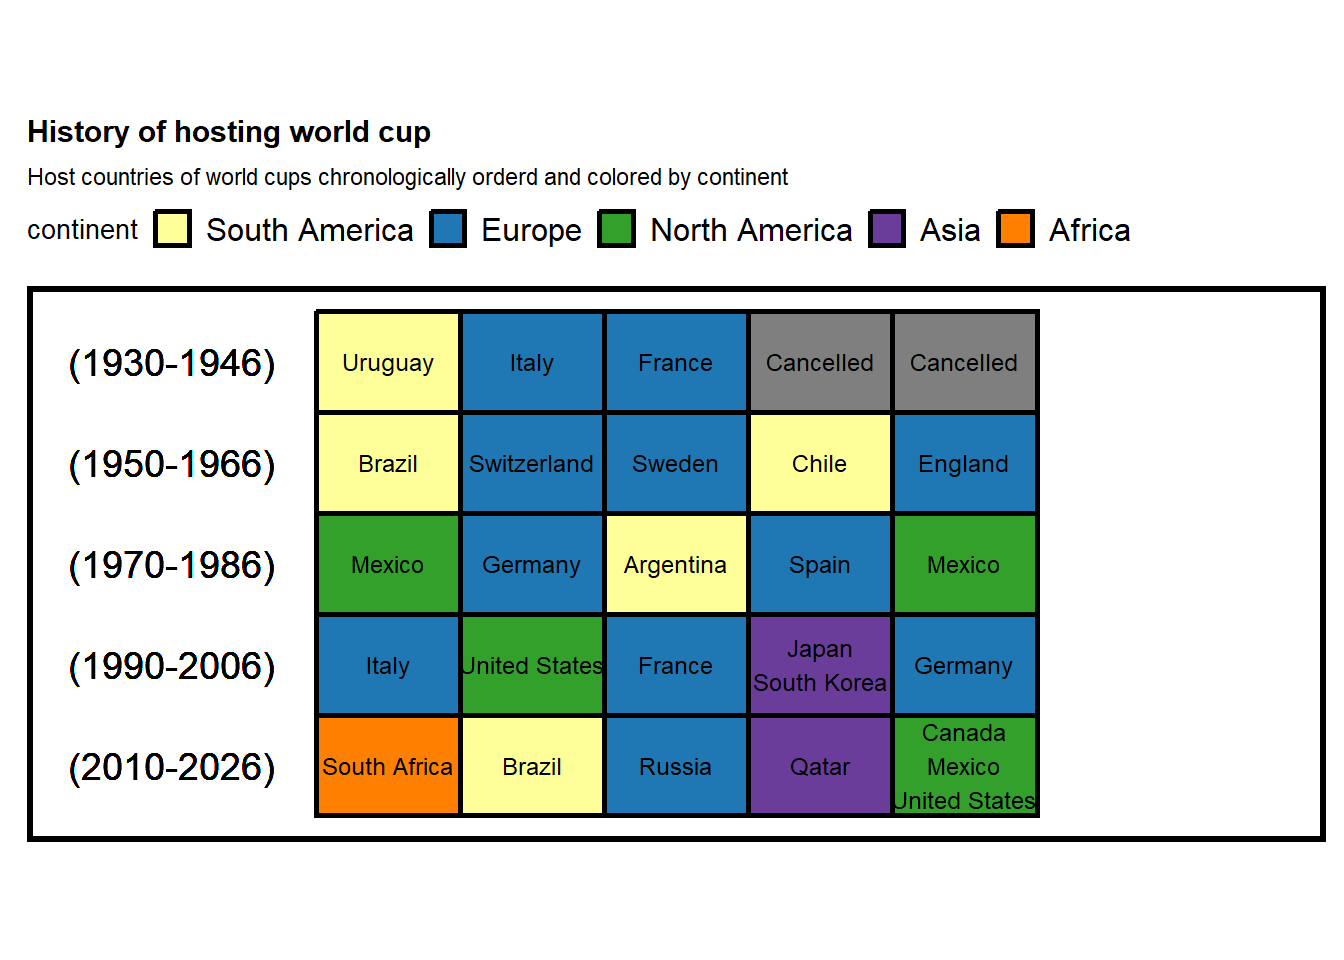 History of hosting world cup
Host countries of world cups chronologically orderd and colored by continent
continent South America Europe North America Asia Africa
(1930-1946) Uruguay Italy France Cancelled Cancelled
(1950-1966) Brazil Switzerland Sweden Chile England
(1970-1986) Mexico Germany Argentina Spain Mexico
(1990-2006) Italy United States France Japan South Korea Germany
(2010-2026) South Africa Brazil Russia Qatar Canada Mexico United States